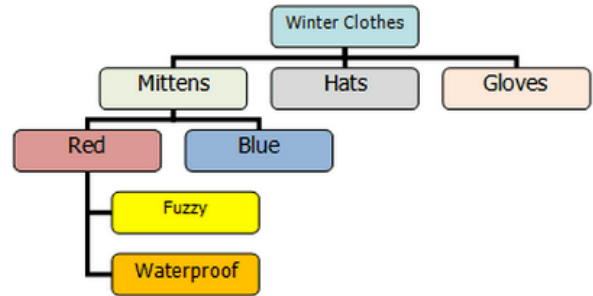 Winter Clothes
Mittens
Hats
Gloves
Red
Blue
Fuzzy
Waterproof